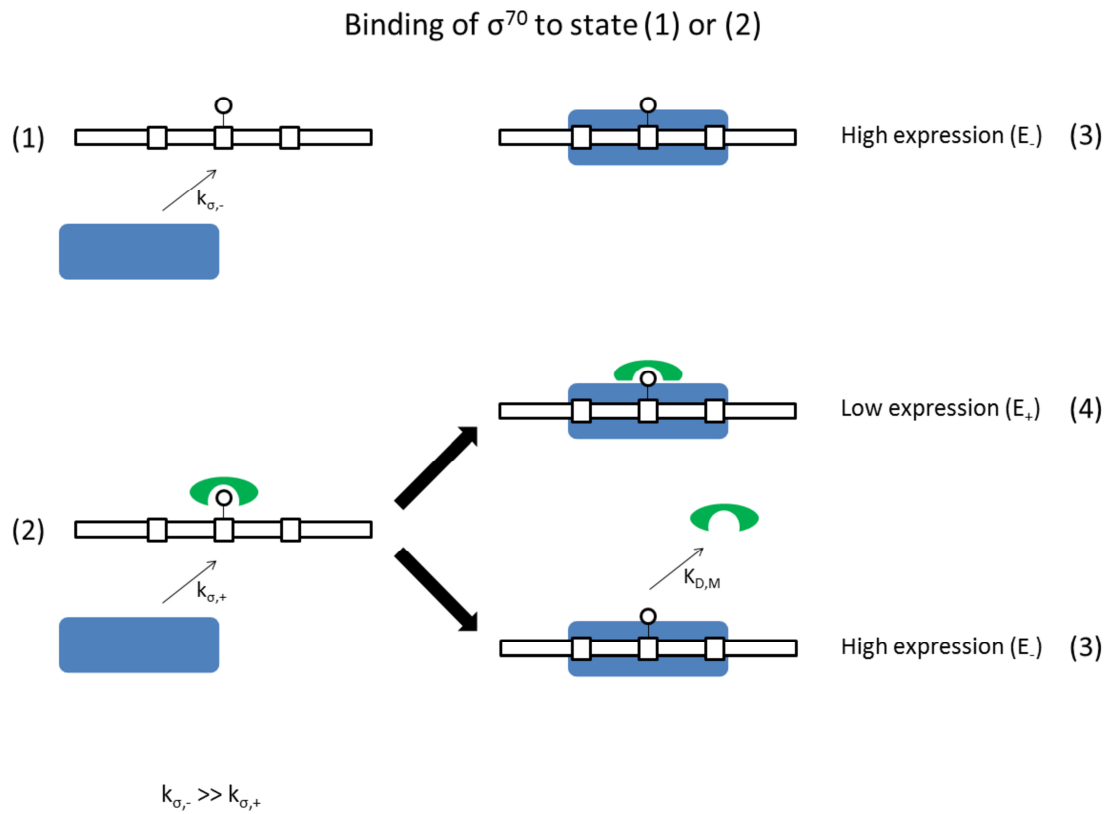 Binding of σ⁷⁰ to state (1) or (2)
(1)
High expression (E₋) (3)
kσ,-
Low expression (E₊) (4)
(2)
kσ,+
K_D,M
High expression (E₋) (3)
kσ,- >> kσ,+